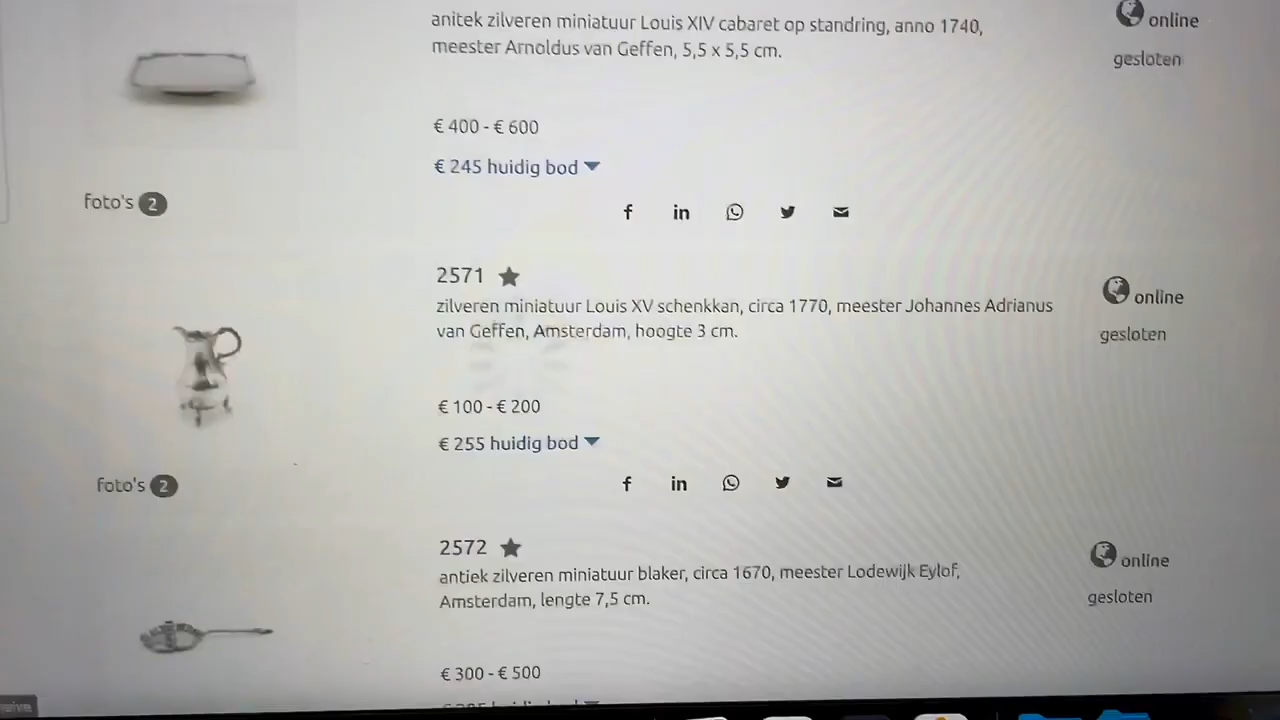 anitek zilveren miniatuur Louis XIV cabaret op standring, anno 1740,
meester Arnoldus van Geffen, 5,5 x 5,5 cm.
online
gesloten
€ 400 - € 600
€ 245 huidig bod
foto's 2
f in
2571
zilveren miniatuur Louis XV schenkkan, circa 1770, meester Johannes Adrianus
van Geffen, Amsterdam, hoogte 3 cm.
online
gesloten
€ 100 - € 200
€ 255 huidig bod
foto's 2
f in
2572
antiek zilveren miniatuur blaker, circa 1670, meester Lodewijk Eylof,
Amsterdam, lengte 7,5 cm.
online
gesloten
€ 300 - € 500